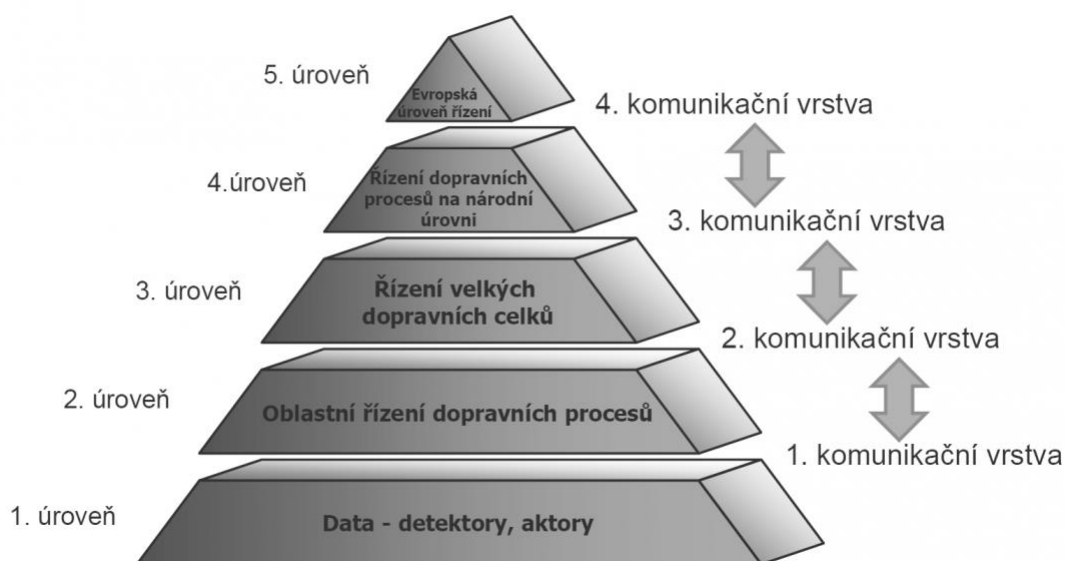 5. úroveň
Evropská
úroveň řízení
4. komunikační vrstva
4.úroveň
Řízení dopravních
procesů na národní
úrovni
3. komunikační vrstva
3. úroveň
Řízení velkých
dopravních celků
2. komunikační vrstva
2. úroveň
Oblastní řízení dopravních procesů
1. komunikační vrstva
1. úroveň
Data - detektory, aktory